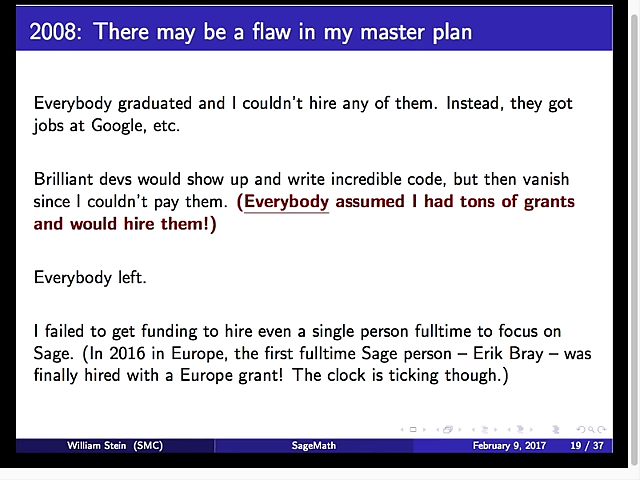 2008: There may be a flaw in my master plan
Everybody graduated and I couldn't hire any of them. Instead, they got
jobs at Google, etc.
Brilliant devs would show up and write incredible code, but then vanish
since I couldn't pay them. (Everybody assumed I had tons of grants
and would hire them!)
Everybody left.
I failed to get funding to hire even a single person fulltime to focus on
Sage. (In 2016 in Europe, the first fulltime Sage person – Erik Bray – was
finally hired with a Europe grant! The clock is ticking though.)
William Stein (SMC) SageMath February 9, 2017 19 / 37